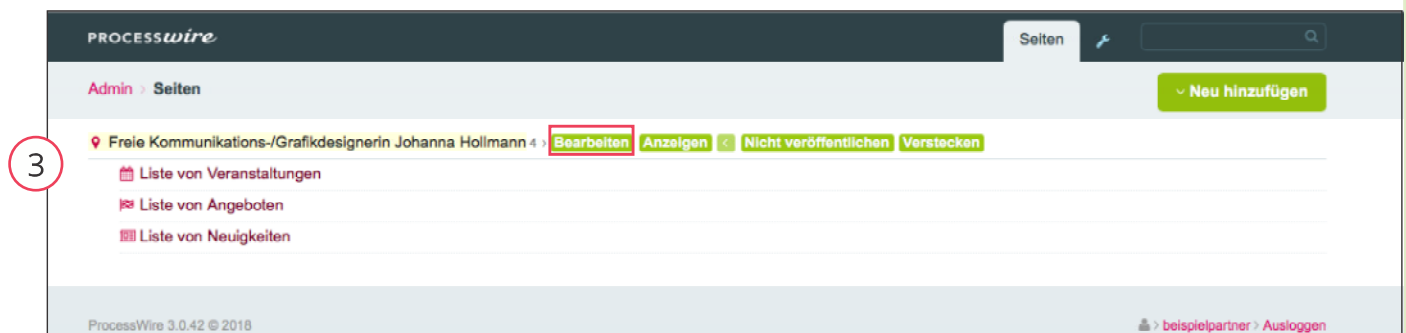 PROCESSwire
Seiten
Admin > Seiten
Neu hinzufügen
3
Freie Kommunikations-/Grafikdesignerin Johanna Hollmann 4 > Bearbeiten Anzeigen < Nicht veröffentlichen Verstecken
Liste von Veranstaltungen
Liste von Angeboten
Liste von Neuigkeiten
ProcessWire 3.0.42 © 2018
> beispielpartner > Ausloggen